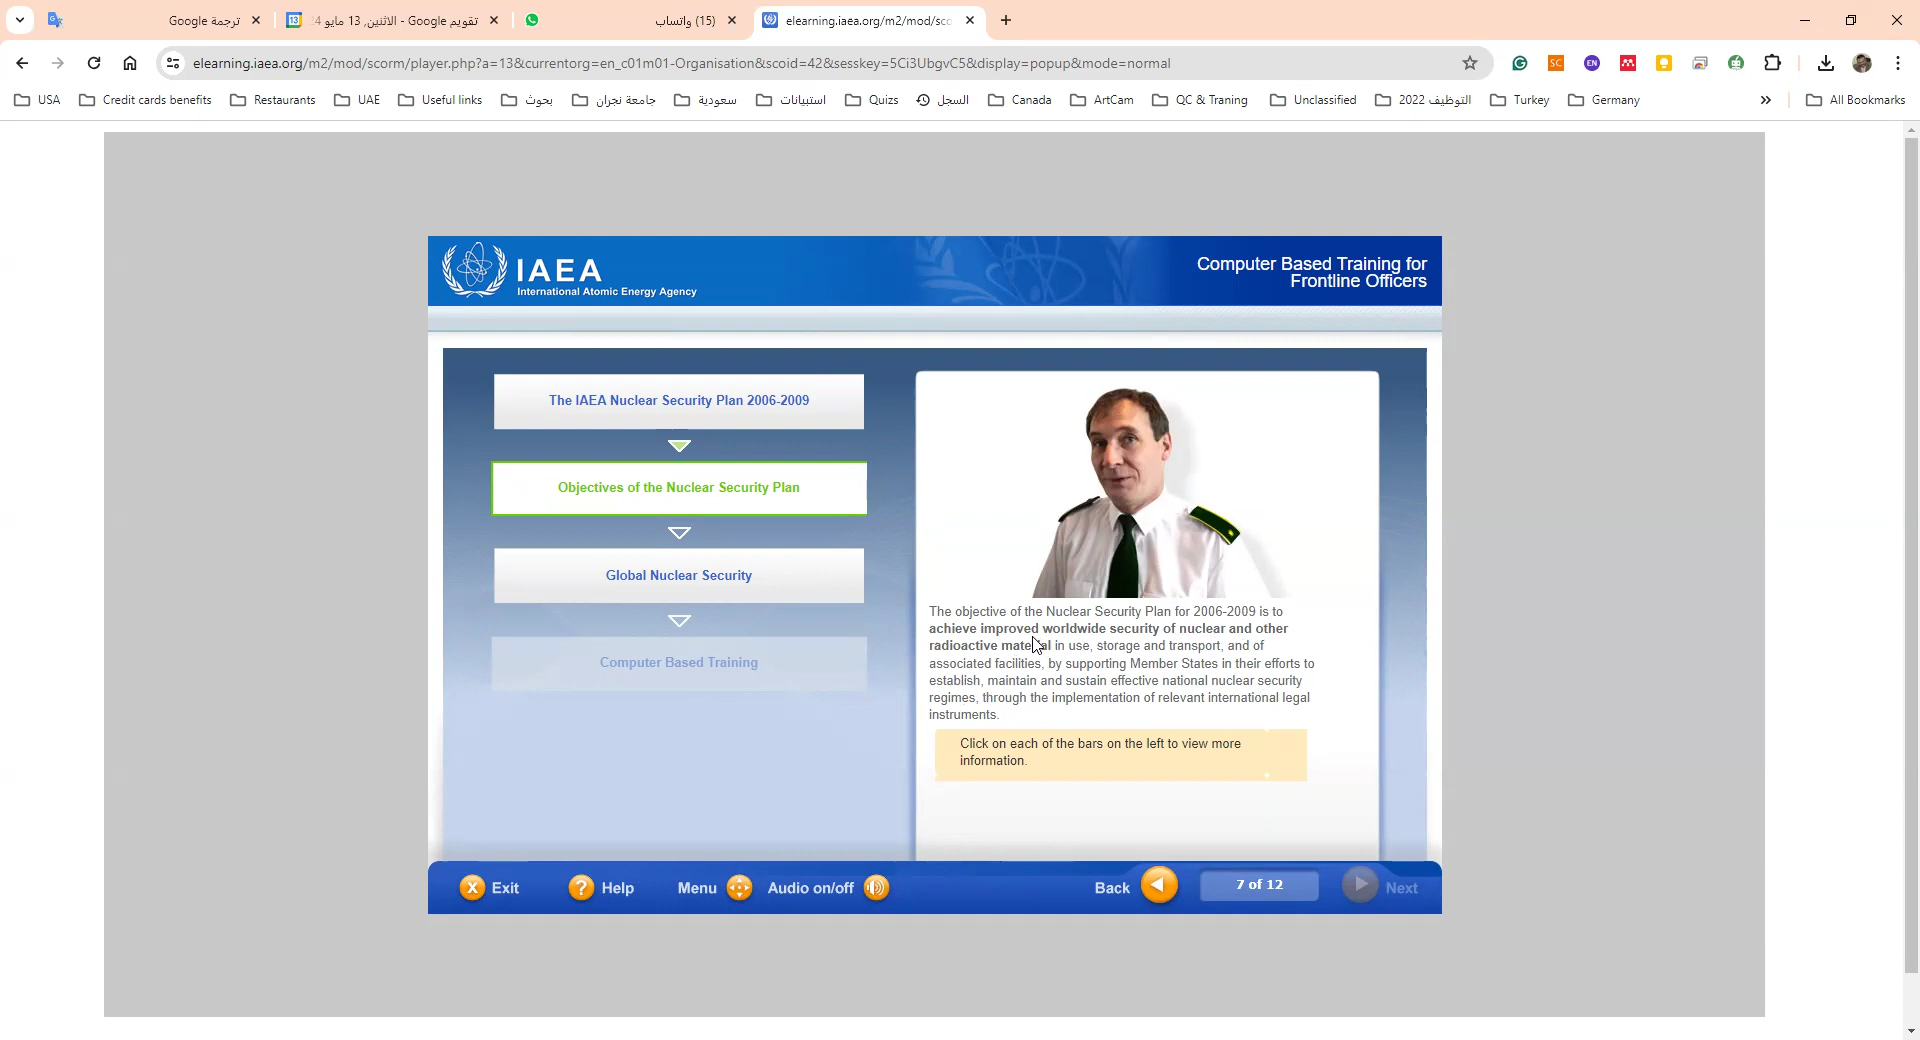 ترجمة Google
تقويم Google - الاثنين, 13 مايو 24
13
(15) واتساب
elearning.iaea.org/m2/mod/sco
elearning.iaea.org/m2/mod/scorm/player.php?a=13&currentorg=en_c01m01-Organisation&scoid=42&sesskey=5Ci3UbgvC5&display=popup&mode=normal
SC
EN
USA
Credit cards benefits
Restaurants
UAE
Useful links
بحوث
جامعة نجران
سعودية
استبيانات
Quizs
السجل
Canada
ArtCam
QC & Traning
Unclassified
التوظيف 2022
Turkey
Germany
All Bookmarks
IAEA
International Atomic Energy Agency
Computer Based Training for
Frontline Officers
The IAEA Nuclear Security Plan 2006-2009
Objectives of the Nuclear Security Plan
Global Nuclear Security
Computer Based Training
The objective of the Nuclear Security Plan for 2006-2009 is to
achieve improved worldwide security of nuclear and other
radioactive material in use, storage and transport, and of
associated facilities, by supporting Member States in their efforts to
establish, maintain and sustain effective national nuclear security
regimes, through the implementation of relevant international legal
instruments.
Click on each of the bars on the left to view more
information.
X Exit
? Help
Menu
Audio on/off
Back
7 of 12
Next